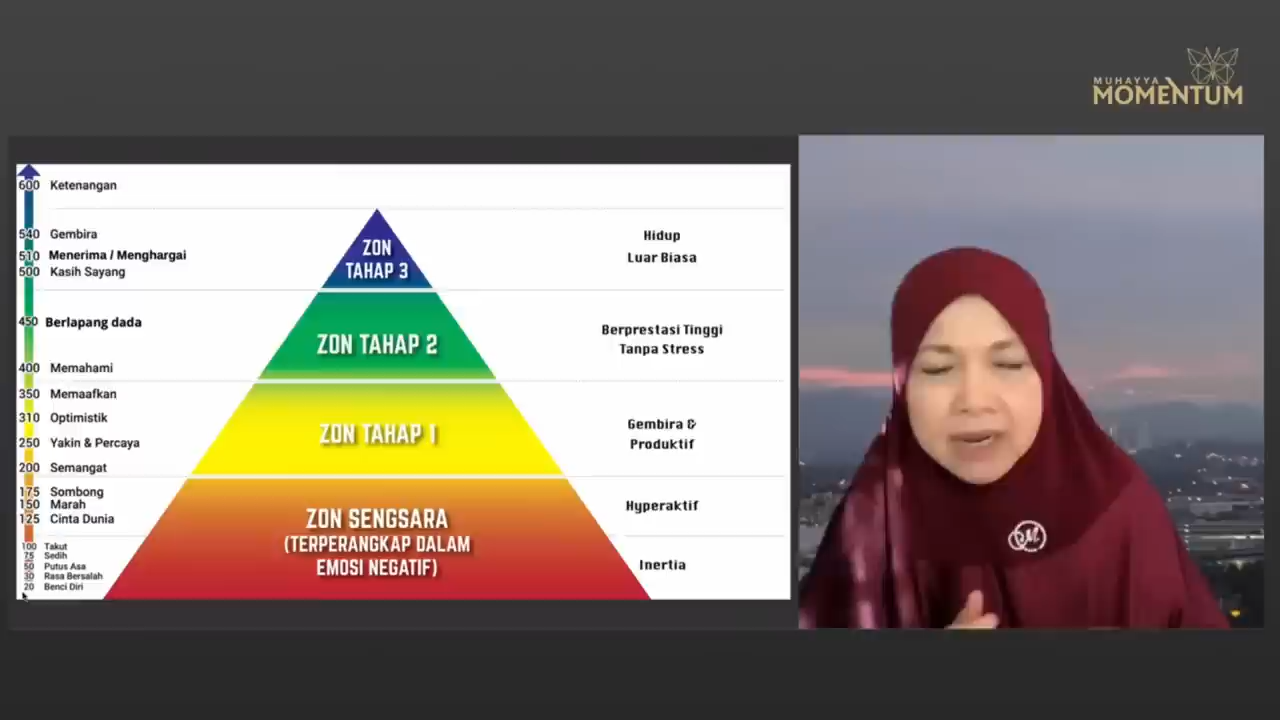 MUHAYYA
MOMENTUM
600 Ketenangan
540 Gembira
510 Menerima / Menghargai
500 Kasih Sayang
450 Berlapang dada
400 Memahami
350 Memaafkan
310 Optimistik
250 Yakin & Percaya
200 Semangat
175 Sombong
150 Marah
125 Cinta Dunia
100 Takut
75 Sedih
50 Putus Asa
30 Rasa Bersalah
20 Benci Diri
ZON
TAHAP 3
ZON TAHAP 2
ZON TAHAP 1
ZON SENGSARA
(TERPERANGKAP DALAM
EMOSI NEGATIF)
Hidup
Luar Biasa
Berprestasi Tinggi
Tanpa Stress
Gembira &
Produktif
Hyperaktif
Inertia
M